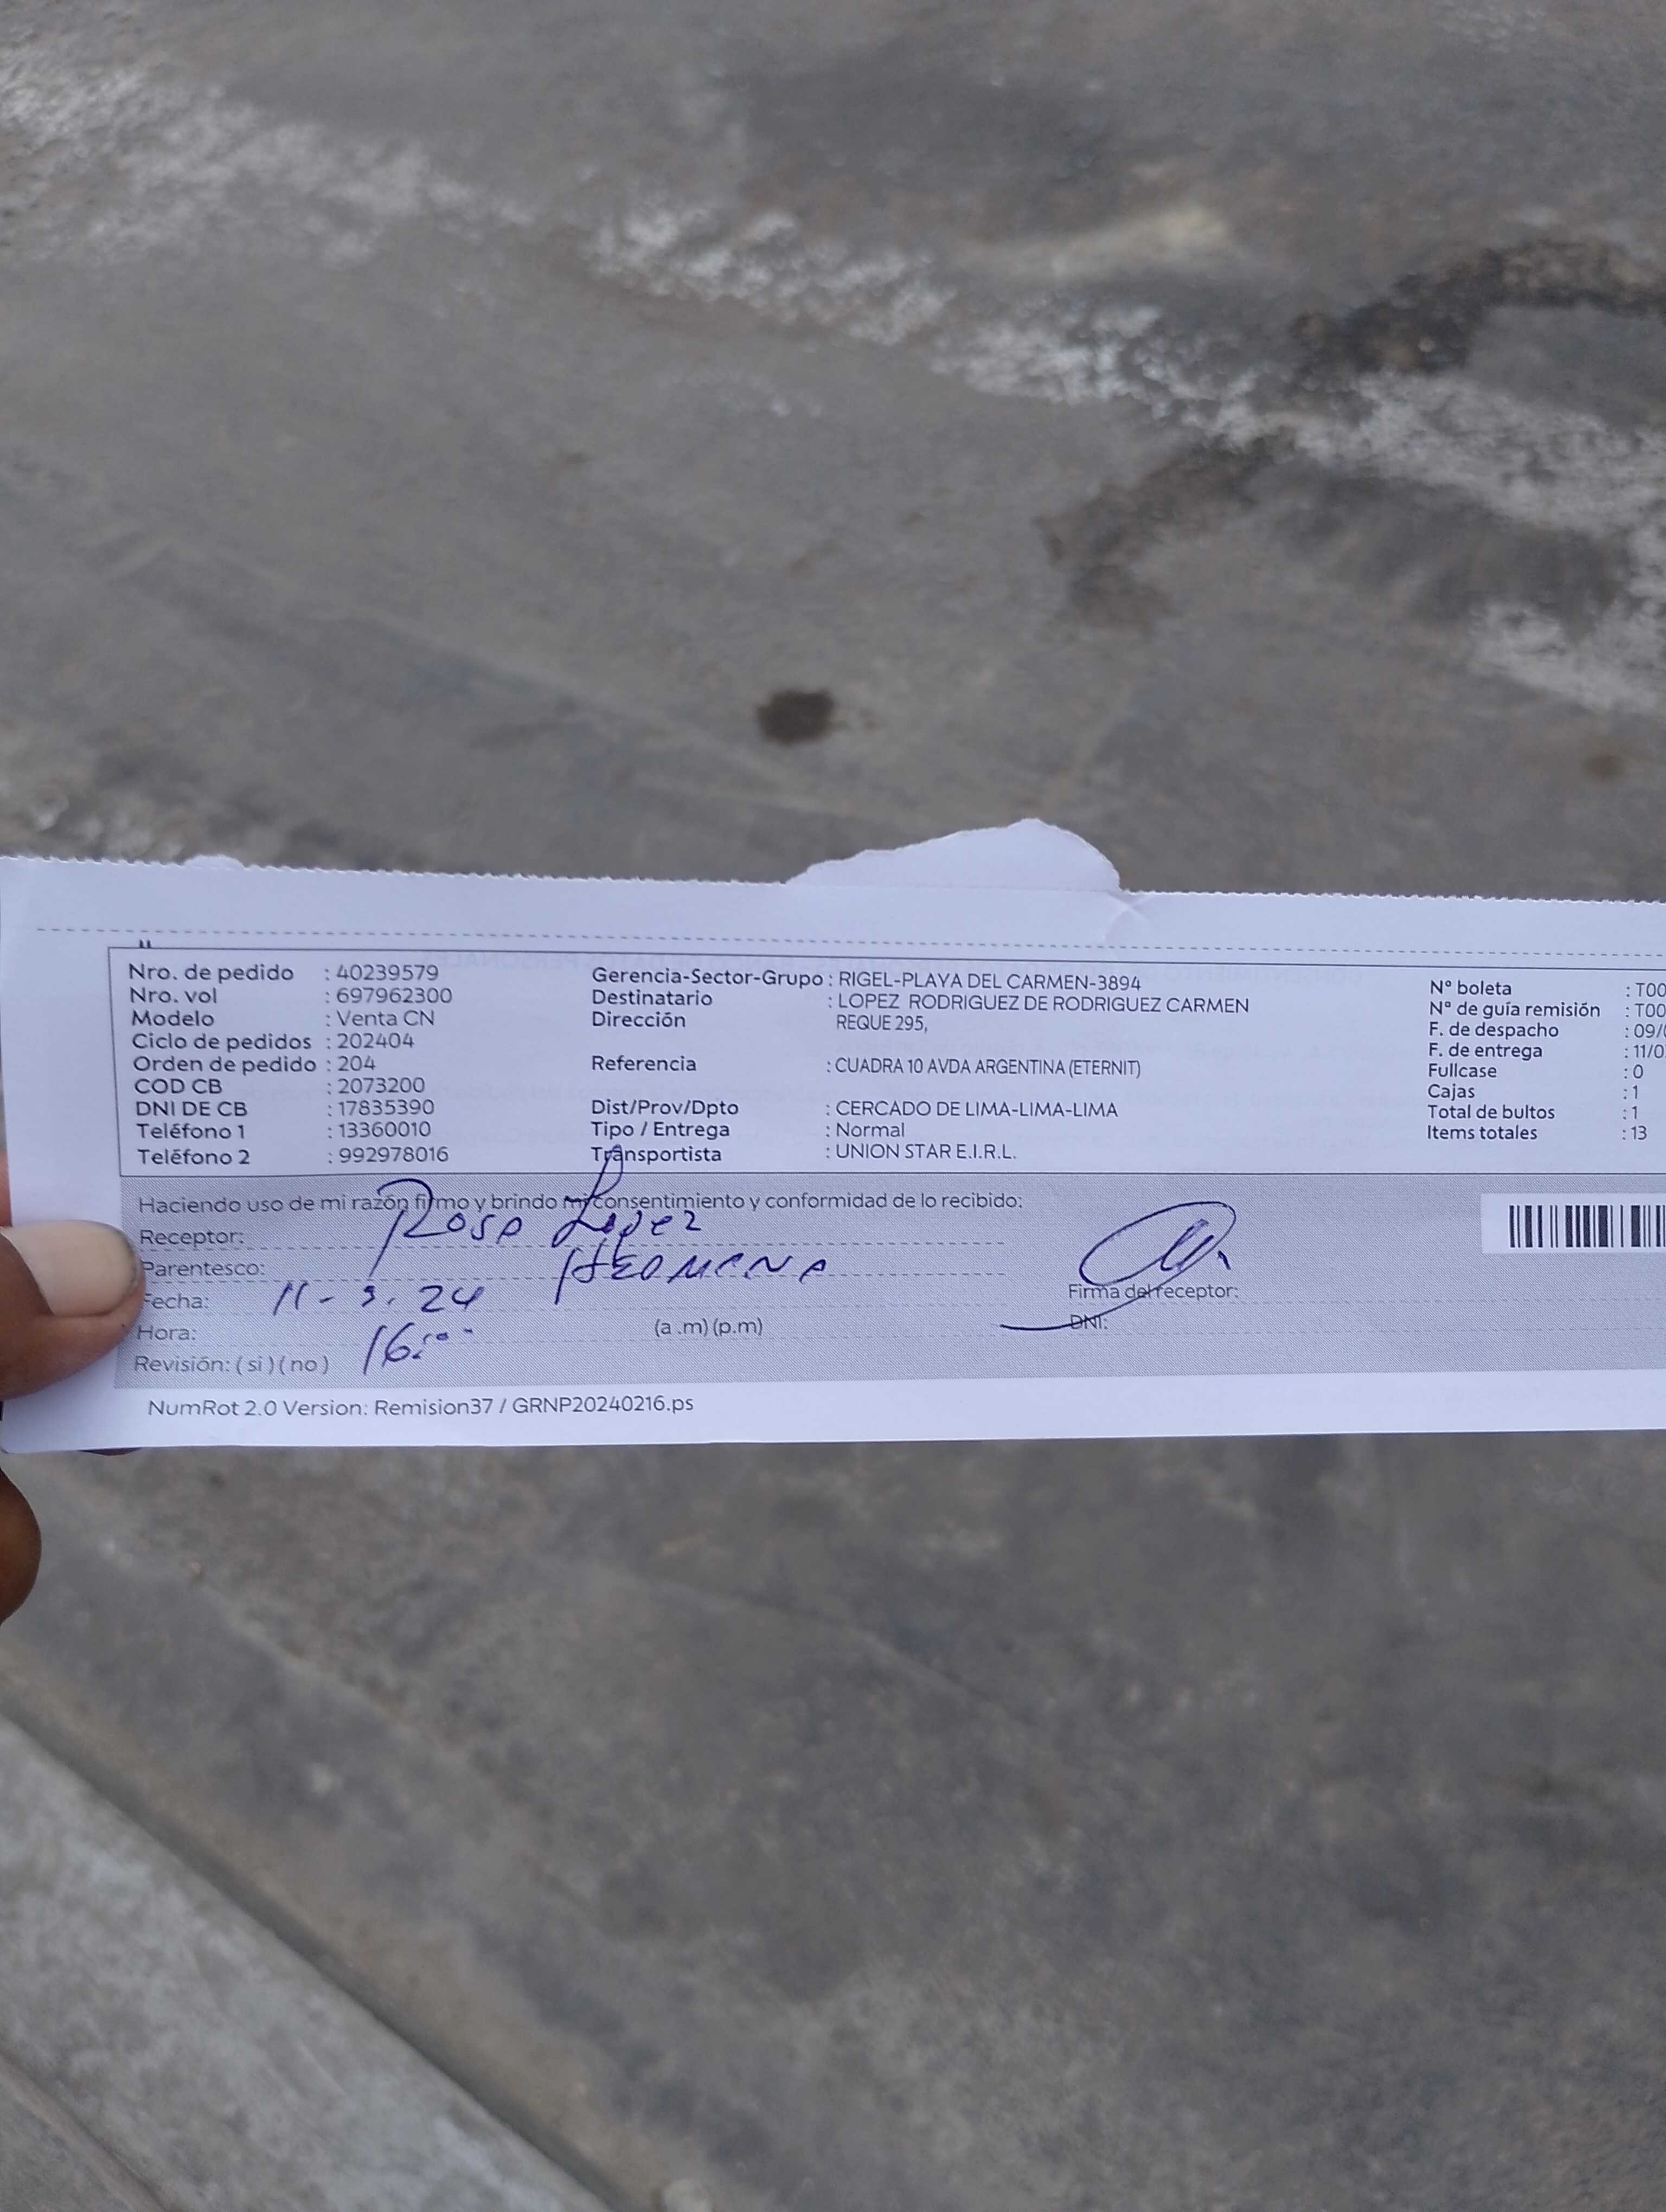 Nro. de pedido : 40239579
Nro. vol : 697962300
Modelo : Venta CN
Ciclo de pedidos : 202404
Orden de pedido : 204
COD CB : 2073200
DNI DE CB : 17835390
Teléfono 1 : 13360010
Teléfono 2 : 992978016
Gerencia-Sector-Grupo : RIGEL-PLAYA DEL CARMEN-3894
Destinatario : LOPEZ RODRIGUEZ DE RODRIGUEZ CARMEN
Dirección REQUE 295,
Referencia : CUADRA 10 AVDA ARGENTINA (ETERNIT)
Dist/Prov/Dpto : CERCADO DE LIMA-LIMA-LIMA
Tipo / Entrega : Normal
Transportista : UNION STAR E.I.R.L.
N° boleta : T00
N° de guía remisión : T00
F. de despacho : 09/
F. de entrega : 11/0
Fullcase : 0
Cajas : 1
Total de bultos : 1
Items totales : 13
Haciendo uso de mi razón firmo y brindo mi consentimiento y conformidad de lo recibido:
Receptor: Rosa Lopez
Parentesco: HERMANA
Fecha: 11-3.24
Hora: 16:00 (a .m) (p.m)
Revisión: ( si ) ( no )
Firma del receptor:
DNI:
NumRot 2.0 Version: Remision37 / GRNP20240216.ps